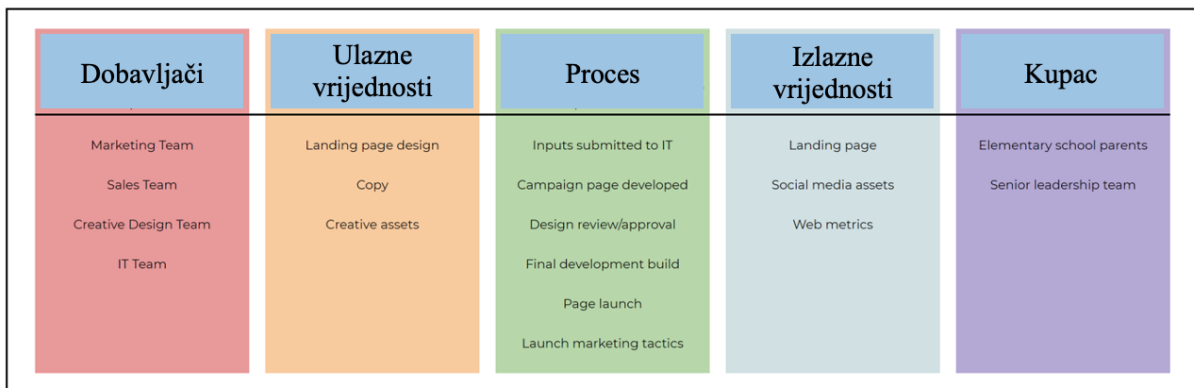 Dobavljači
Marketing Team
Sales Team
Creative Design Team
IT Team
Ulazne
vrijednosti
Landing page design
Copy
Creative assets
Proces
Inputs submitted to IT
Campaign page developed
Design review/approval
Final development build
Page launch
Launch marketing tactics
Izlazne
vrijednosti
Landing page
Social media assets
Web metrics
Kupac
Elementary school parents
Senior leadership team